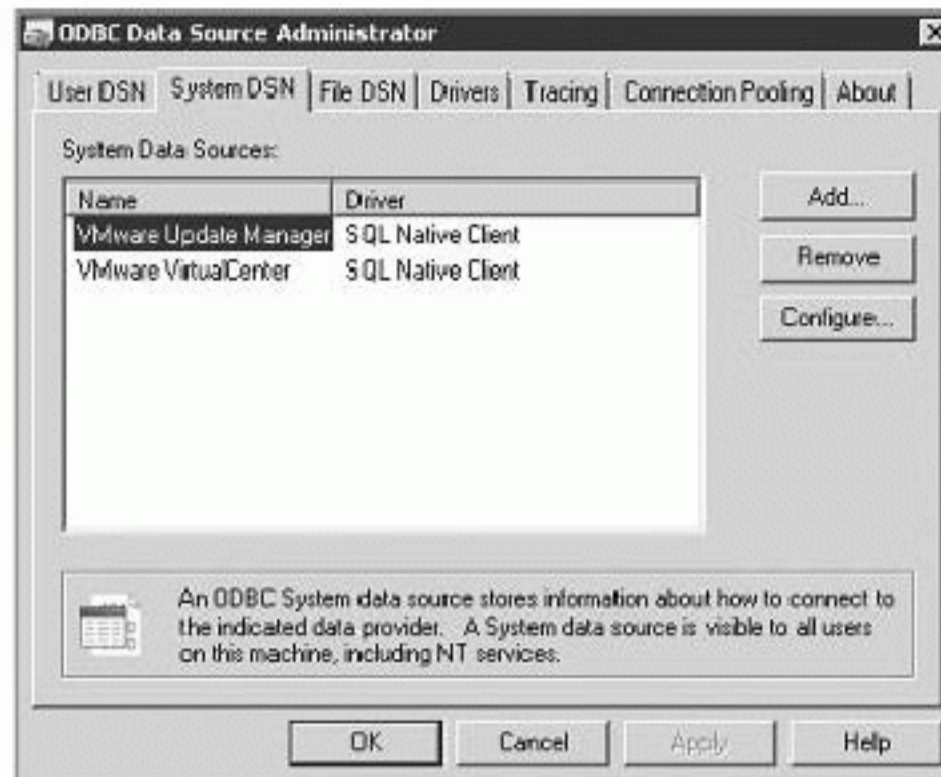 ODBC Data Source Administrator
User DSN System DSN File DSN Drivers Tracing Connection Pooling About
System Data Sources:
Name Driver
VMware Update Manager SQL Native Client
VMware VirtualCenter SQL Native Client
Add...
Remove
Configure...
An ODBC System data source stores information about how to connect to
the indicated data provider. A System data source is visible to all users
on this machine, including NT services.
OK Cancel Apply Help